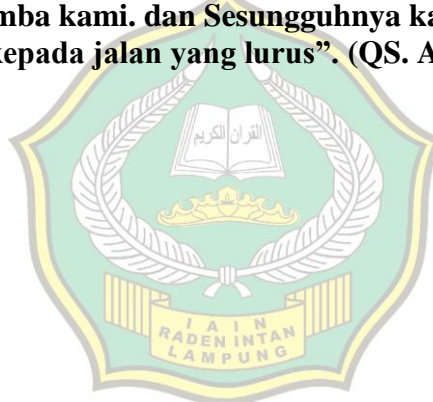 mba kami. dan Sesungguhnya ka
kepada jalan yang lurus”. (QS. A
القرآن الكريم
I A I N
RADEN INTAN
LAMPUNG